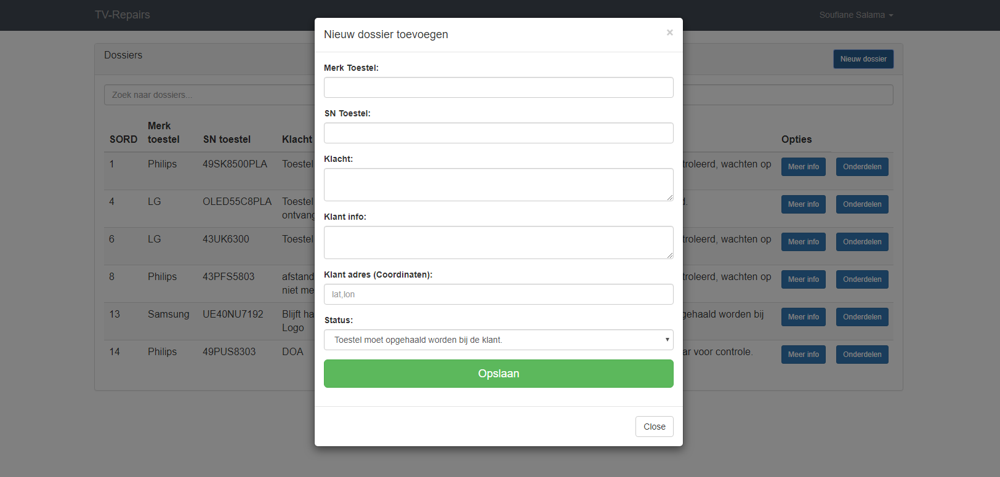 TV-Repairs
Soufiane Salama
Dossiers
Nieuw dossier
Zoek naar dossiers...
SORD Merk toestel SN toestel Klacht Opties
1 Philips 49SK8500PLA Toestel troleerd, wachten op Meer info Onderdelen
4 LG OLED55C8PLA Toestel Meer info Onderdelen
ontvang
6 LG 43UK6300 Toestel troleerd, wachten op Meer info Onderdelen
8 Philips 43PFS5803 afstand troleerd, wachten op Meer info Onderdelen
niet me
13 Samsung UE40NU7192 Blijft ha gehaald worden bij Meer info Onderdelen
Logo
14 Philips 49PUS8303 DOA ar voor controle. Meer info Onderdelen
Nieuw dossier toevoegen ×
Merk Toestel:
SN Toestel:
Klacht:
Klant info:
Klant adres (Coordinaten):
lat,lon
Status:
Toestel moet opgehaald worden bij de klant.
Opslaan
Close